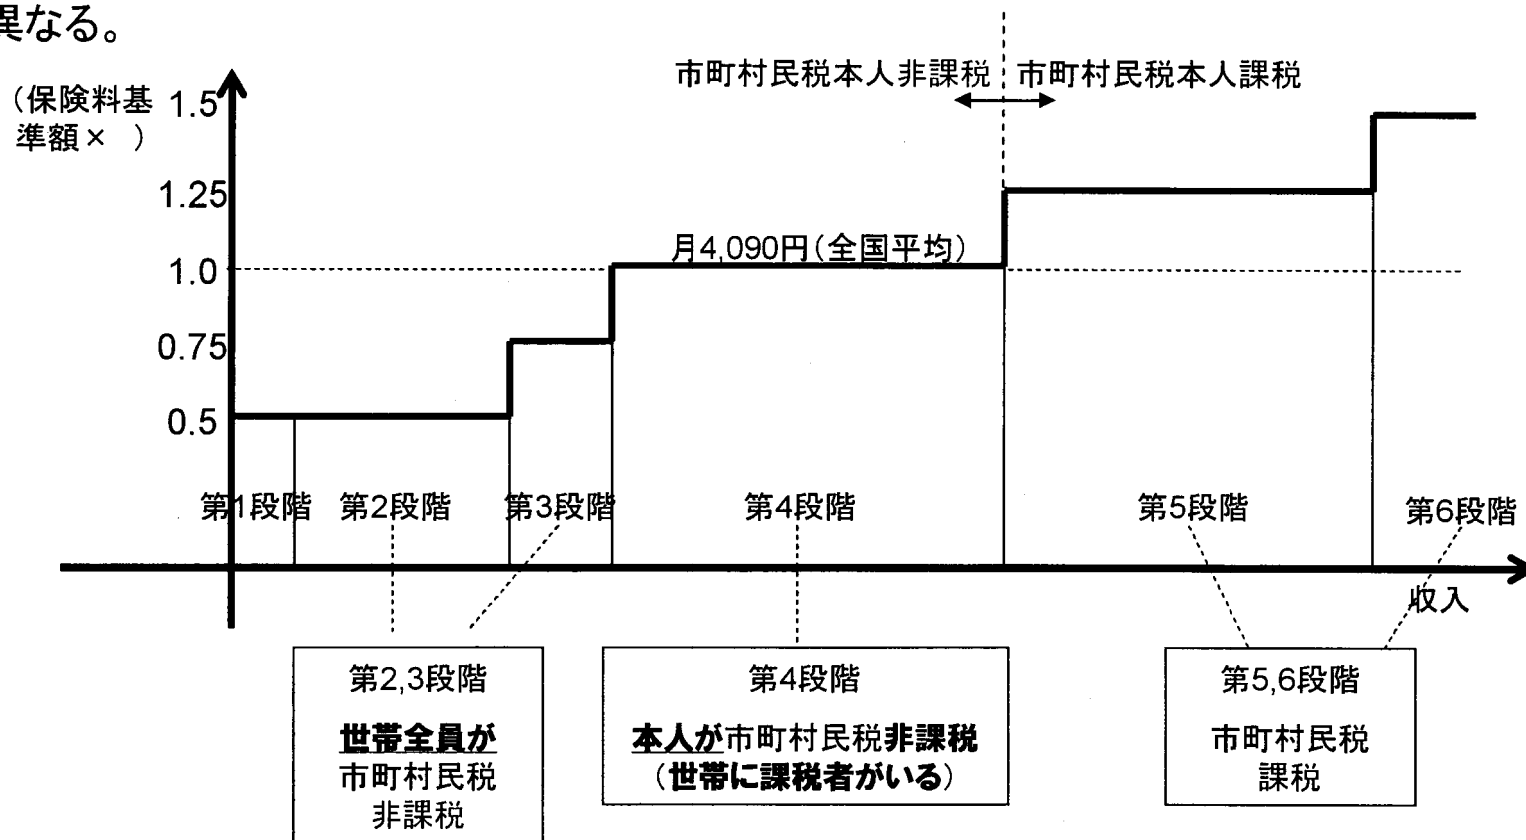 異なる。
市町村民税本人非課税 市町村民税本人課税
（保険料基
準額× ）
1.5
1.25
月4,090円（全国平均）
1.0
0.75
0.5
第1段階 第2段階 第3段階 第4段階 第5段階 第6段階
収入
第2,3段階
世帯全員が
市町村民税
非課税
第4段階
本人が市町村民税非課税
（世帯に課税者がいる）
第5,6段階
市町村民税
課税